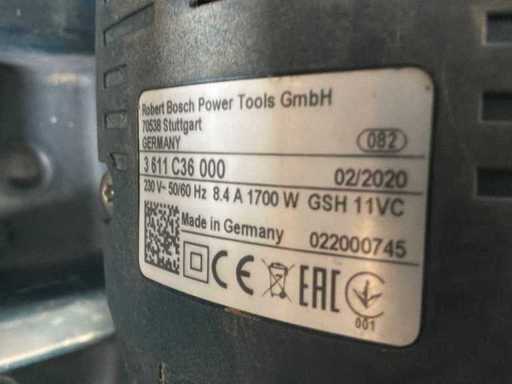 Robert Bosch Power Tools GmbH
70538 Stuttgart
GERMANY
082
3 611 C36 000
02/2020
230 V~ 50/60 Hz 8.4 A 1700 W GSH 11VC
Made in Germany
022000745
CE
EAC
001